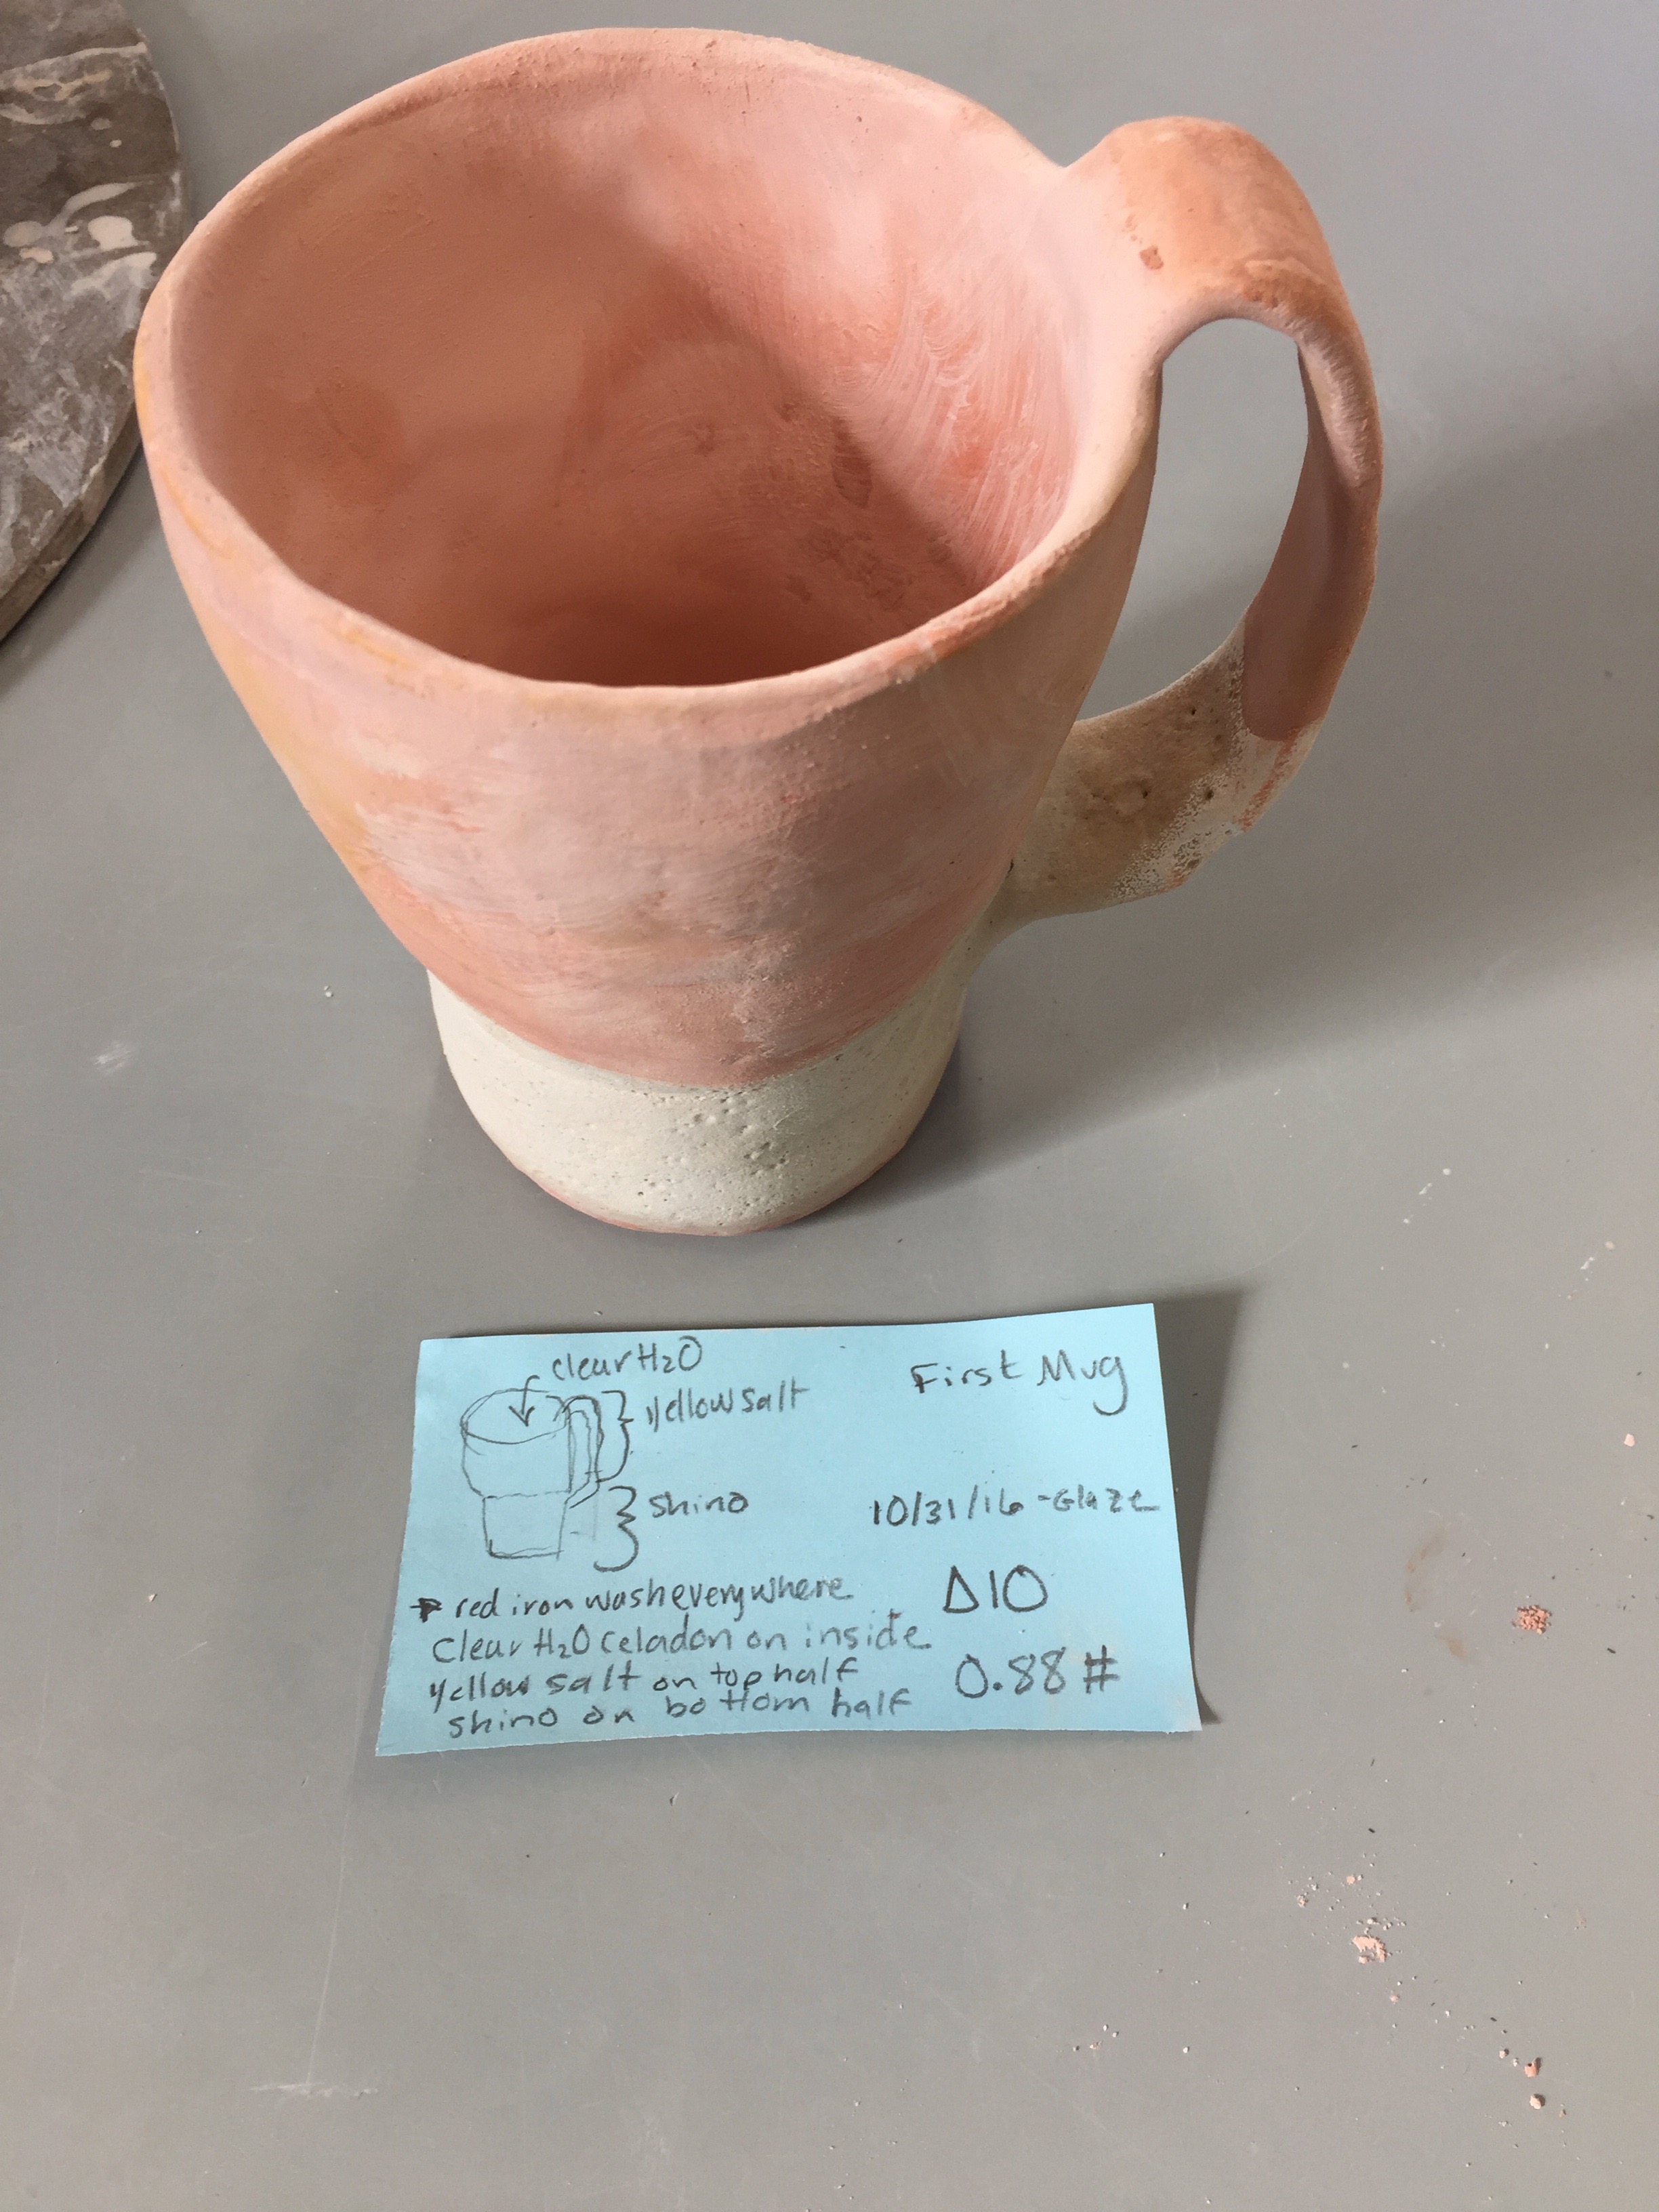 clear H₂O
First Mug
yellow salt
shino
10/31/16 - Glaze
red iron wash everywhere
Δ10
Clear H₂O celadon on inside
yellow salt on top half
0.88 #
shino on bottom half